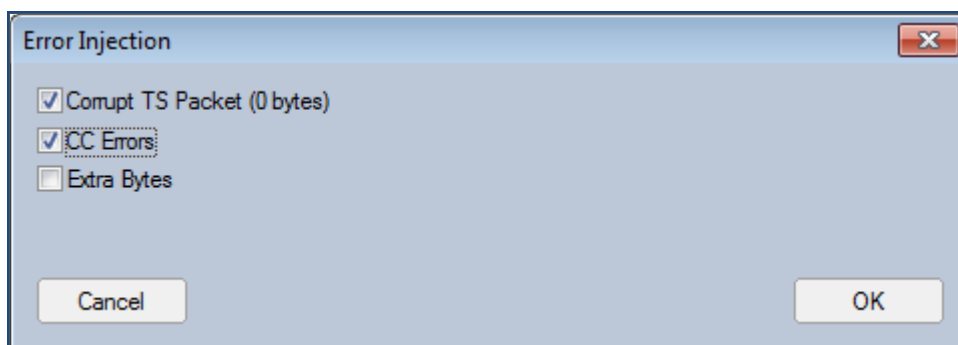 Error Injection
Corrupt TS Packet (0 bytes)
CC Errors
Extra Bytes
Cancel OK